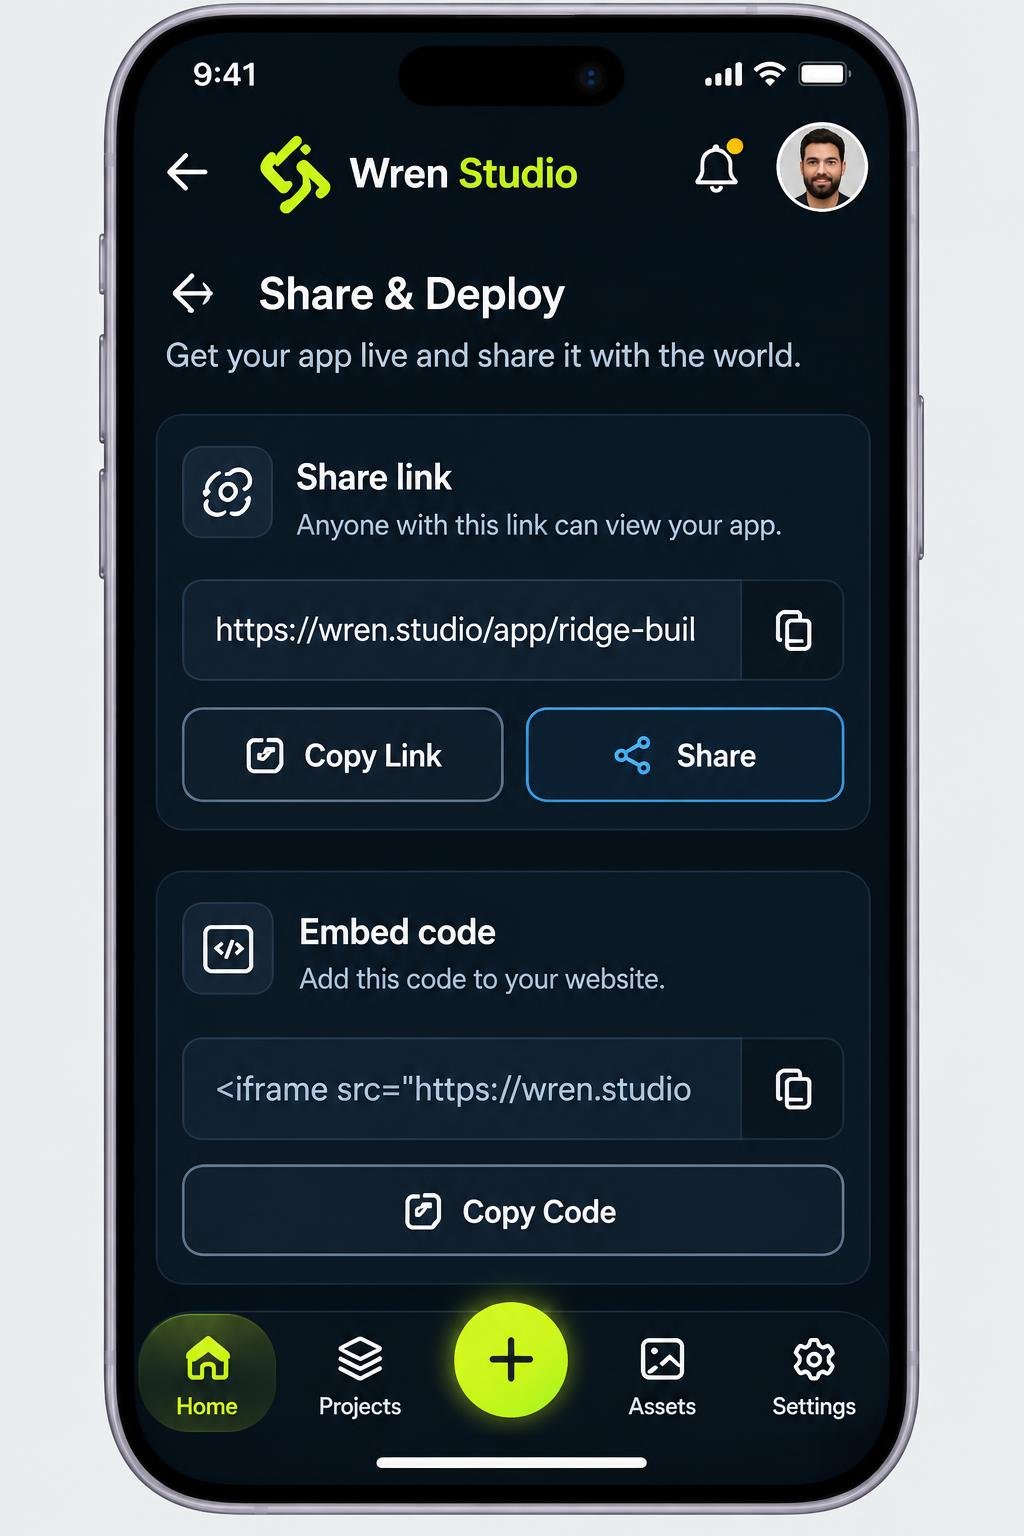 9:41
Wren Studio
Share & Deploy
Get your app live and share it with the world.
Share link
Anyone with this link can view your app.
https://wren.studio/app/ridge-buil
Copy Link
Share
Embed code
Add this code to your website.
<iframe src="https://wren.studio
Copy Code
Home
Projects
Assets
Settings